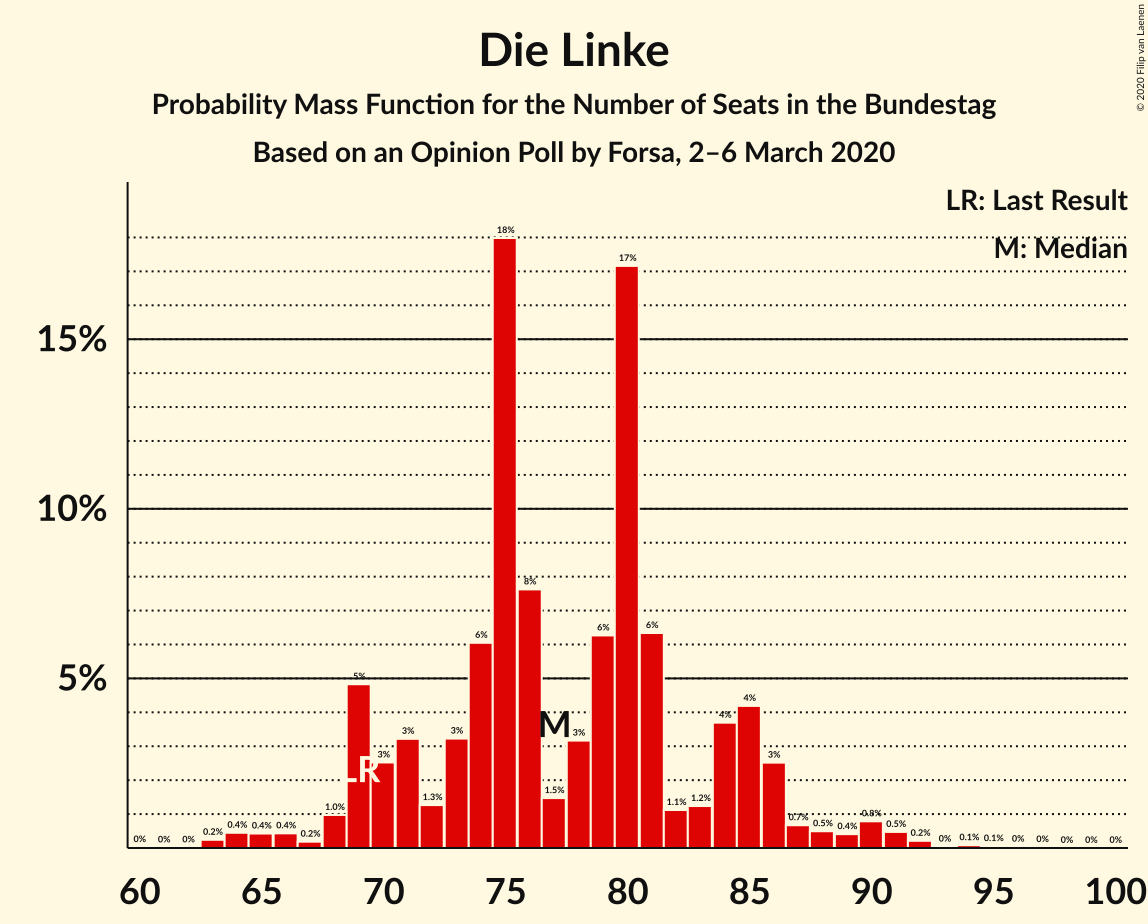 Die Linke
Probability Mass Function for the Number of Seats in the Bundestag
Based on an Opinion Poll by Forsa, 2–6 March 2020
© 2020 Filip van Laenen
LR: Last Result
M: Median
15%
10%
5%
0% 0% 0% 0.2% 0.4% 0.4% 0.4% 0.2% 1.0% 5% 3% 3% 1.3% 3% 6% 18% 8% 1.5% 3% 6% 17% 6% 1.1% 1.2% 4% 4% 3% 0.7% 0.5% 0.4% 0.8% 0.5% 0.2% 0% 0.1% 0.1% 0% 0% 0% 0% 0%
LR
M
60 65 70 75 80 85 90 95 100